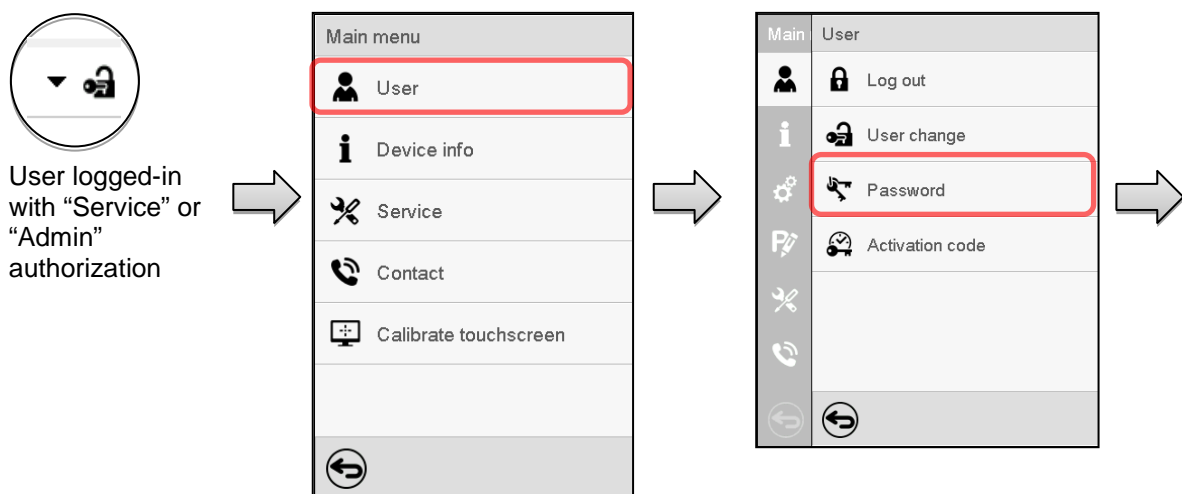 User logged-in
with “Service” or
“Admin”
authorization
Main menu
User
Device info
Service
Contact
Calibrate touchscreen
Main
User
Log out
User change
Password
Activation code